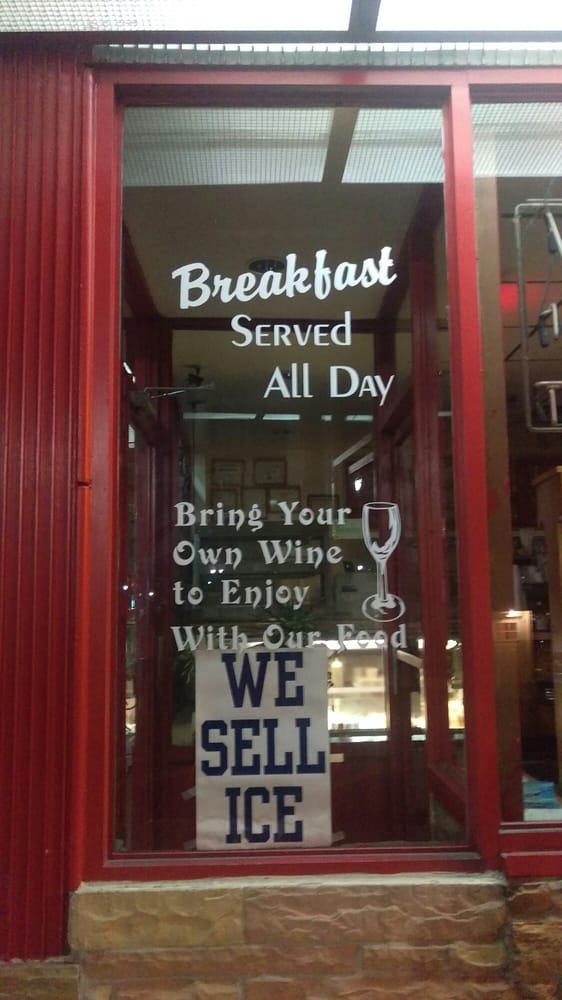 Breakfast
Served
All Day
Bring Your
Own Wine
to Enjoy
With Our Food
WE
SELL
ICE